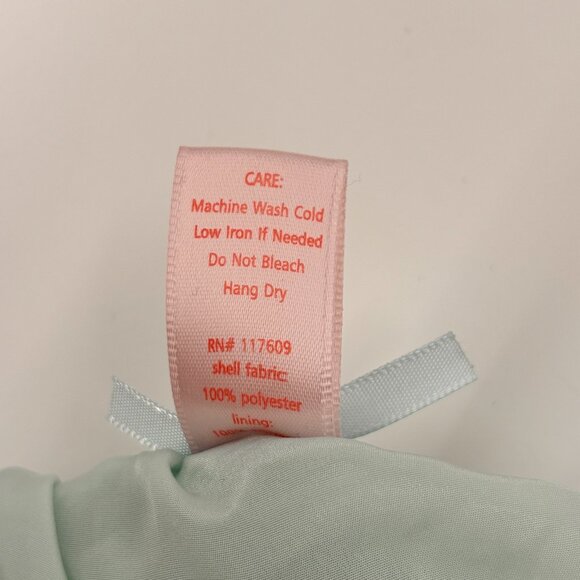 CARE:
Machine Wash Cold
Low Iron If Needed
Do Not Bleach
Hang Dry
RN# 117609
shell fabric:
100% polyester
lining: